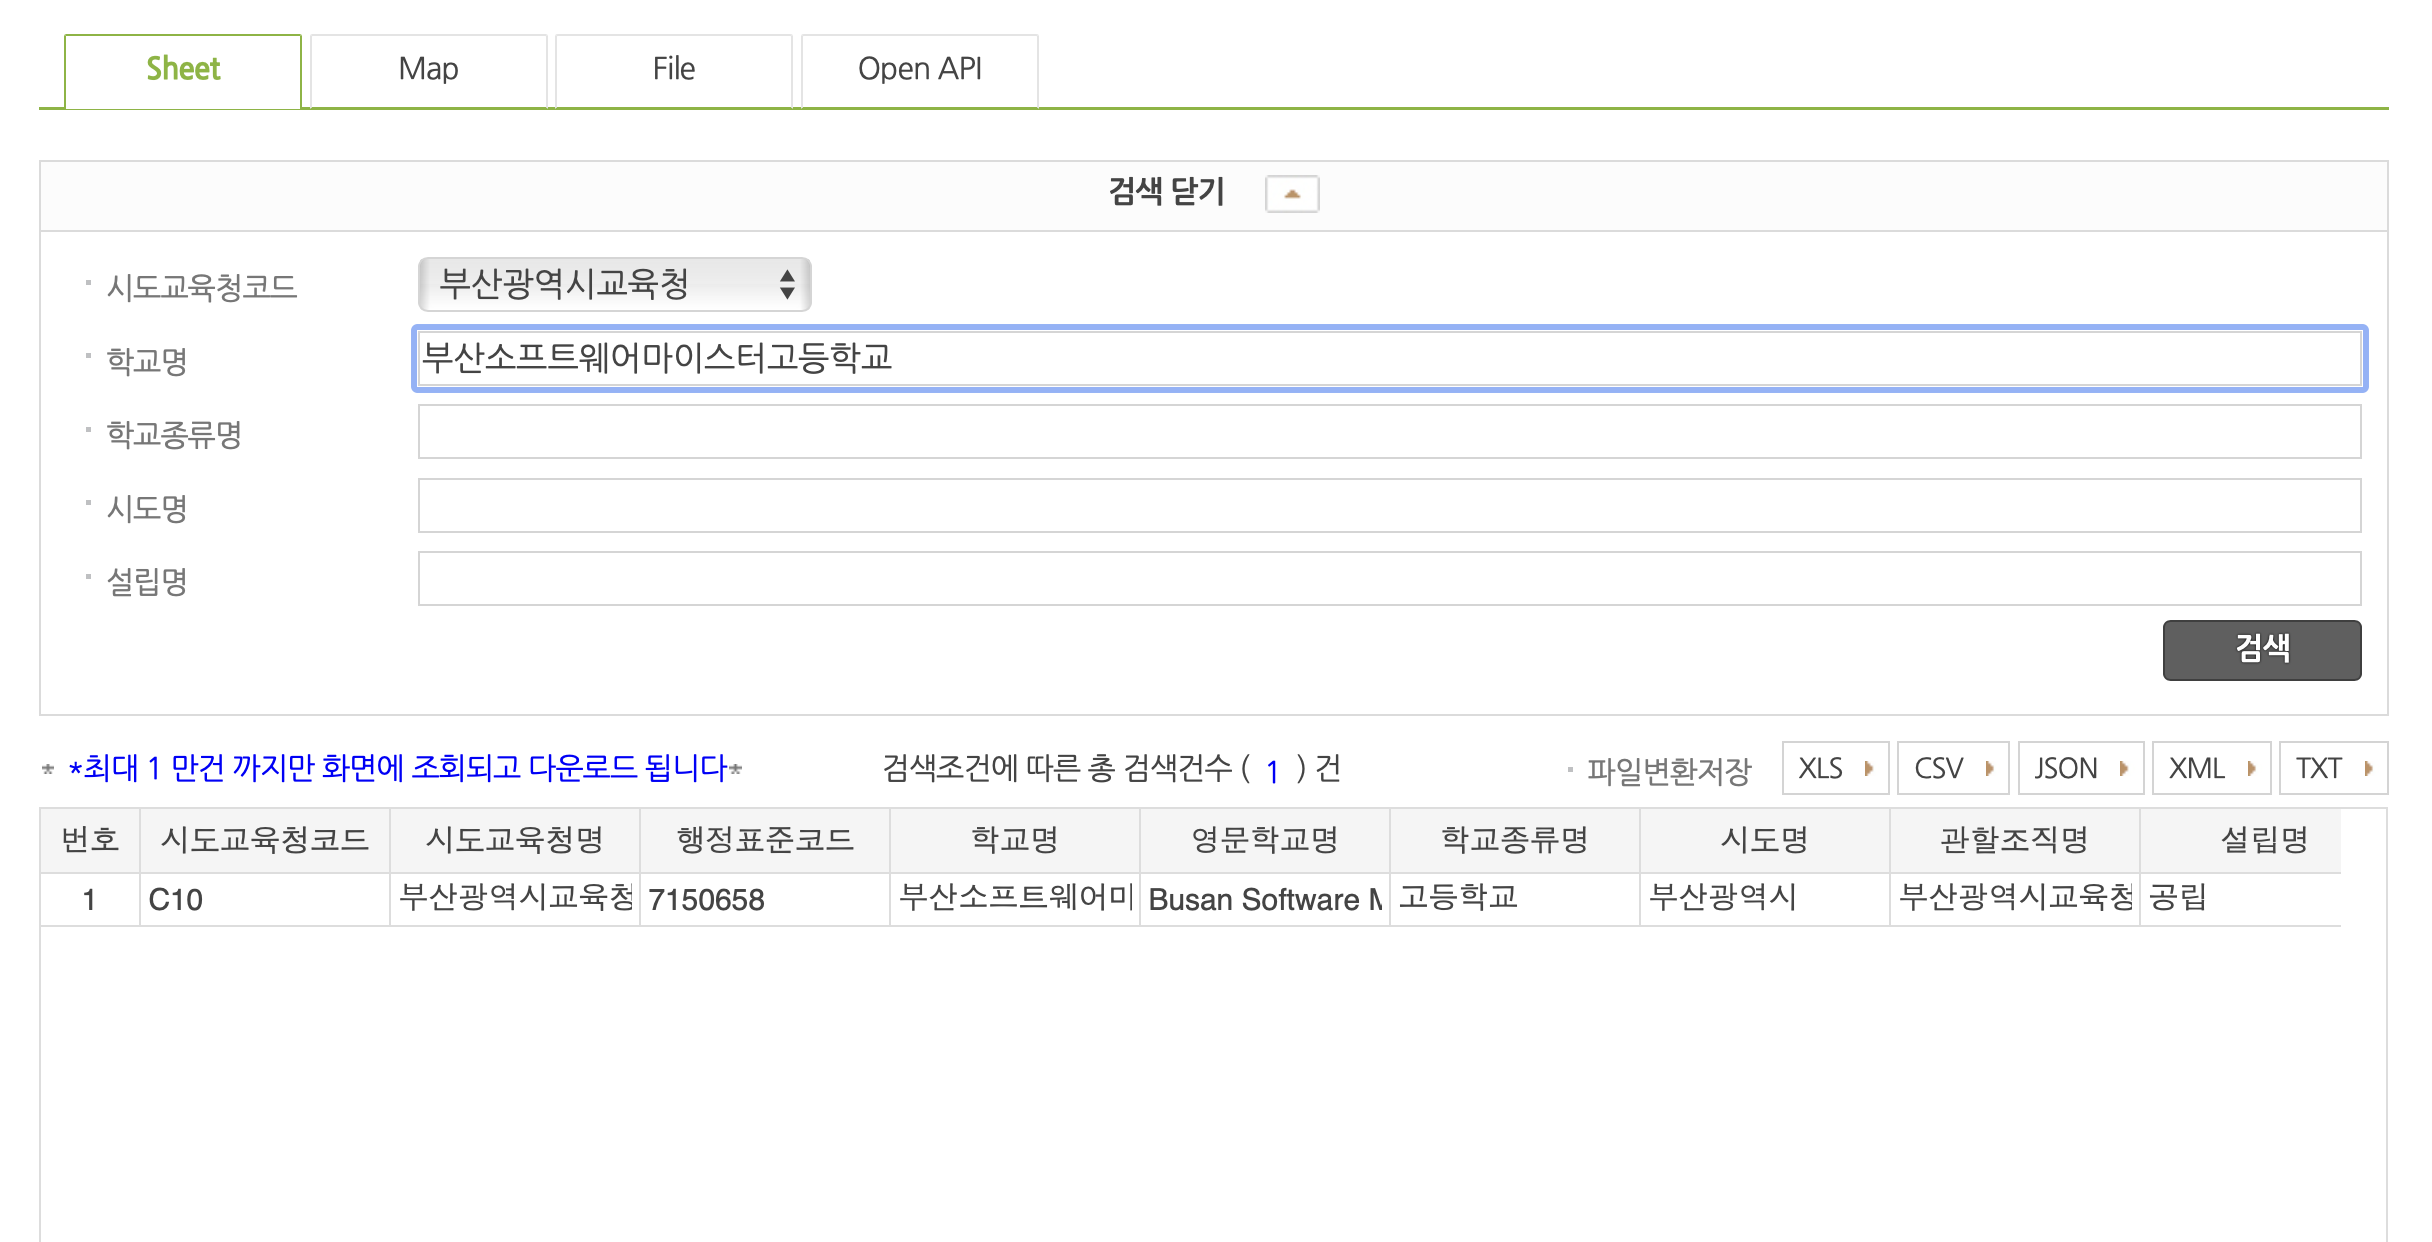 Sheet Map File Open API
검색 닫기
시도교육청코드 부산광역시교육청
학교명 부산소프트웨어마이스터고등학교
학교종류명
시도명
설립명
검색
* *최대 1 만건 까지만 화면에 조회되고 다운로드 됩니다* 검색조건에 따른 총 검색건수 ( 1 ) 건 파일변환저장 XLS CSV JSON XML TXT
번호 시도교육청코드 시도교육청명 행정표준코드 학교명 영문학교명 학교종류명 시도명 관할조직명 설립명
1 C10 부산광역시교육청 7150658 부산소프트웨어마 Busan Software M 고등학교 부산광역시 부산광역시교육청 공립